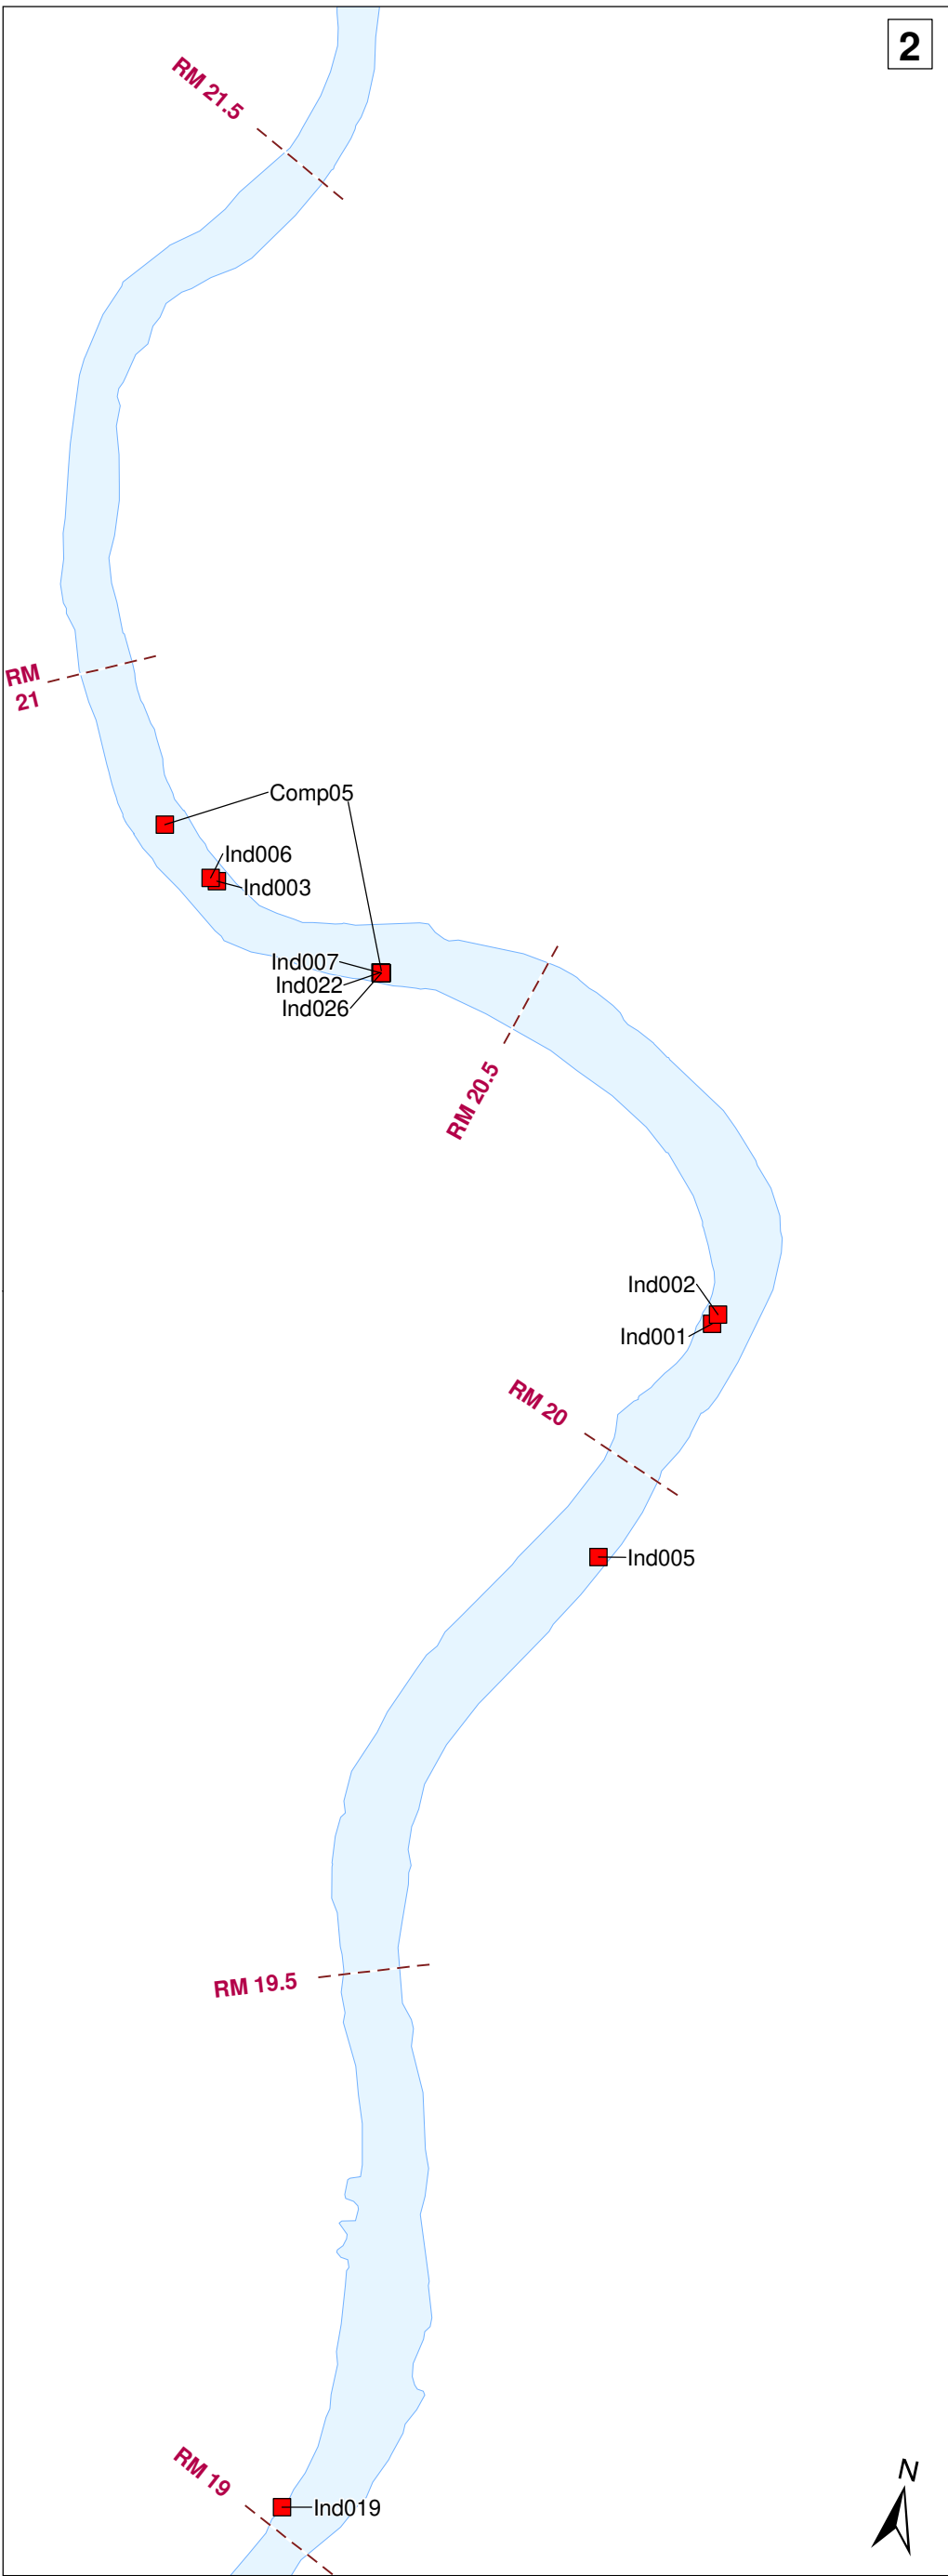 2
RM 21.5
RM
21
Comp05
Ind006
Ind003
Ind007
Ind022
Ind026
RM 20.5
Ind002
Ind001
RM 20
Ind005
RM 19.5
RM 19
N
Ind019